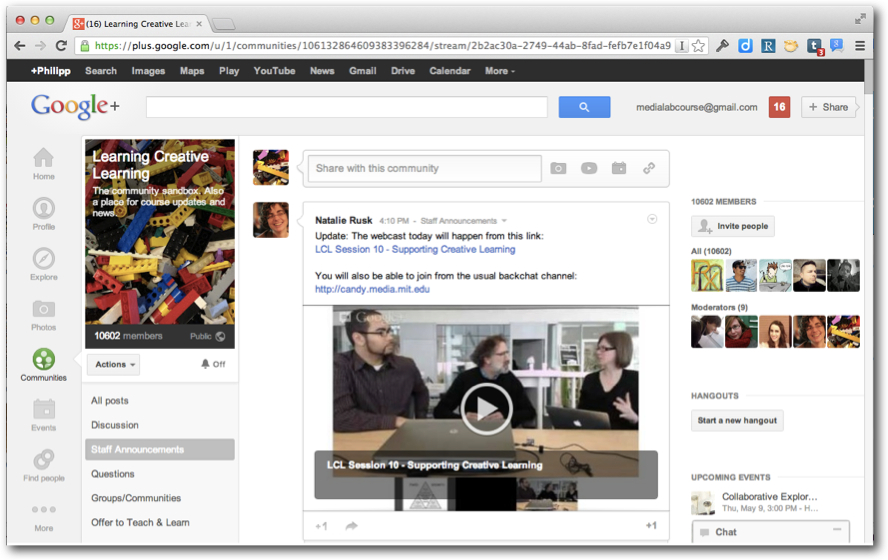 (16) Learning Creative Lea
https://plus.google.com/u/1/communities/106132864609383396284/stream/2b2ac30a-2749-44ab-8fad-fefb7e1f04a9
+Philipp Search Images Maps Play YouTube News Gmail Drive Calendar More
Google+
medialabcourse@gmail.com 16 + Share
Home
Profile
Explore
Photos
Communities
Events
Find people
More
Learning Creative
Learning
The community sandbox. Also
a place for course updates and
news.
10602 members Public
Actions Off
All posts
Discussion
Staff Announcements
Questions
Groups/Communities
Offer to Teach & Learn
Share with this community
Natalie Rusk 4:10 PM - Staff Announcements
Update: The webcast today will happen from this link:
LCL Session 10 - Supporting Creative Learning
You will also be able to join from the usual backchat channel:
http://candy.media.mit.edu
LCL Session 10 - Supporting Creative Learning
+1 +1
10602 MEMBERS
Invite people
All (10602)
Moderators (9)
HANGOUTS
Start a new hangout
UPCOMING EVENTS
Collaborative Explor...
Thu, May 9, 3:00 PM - H...
Chat